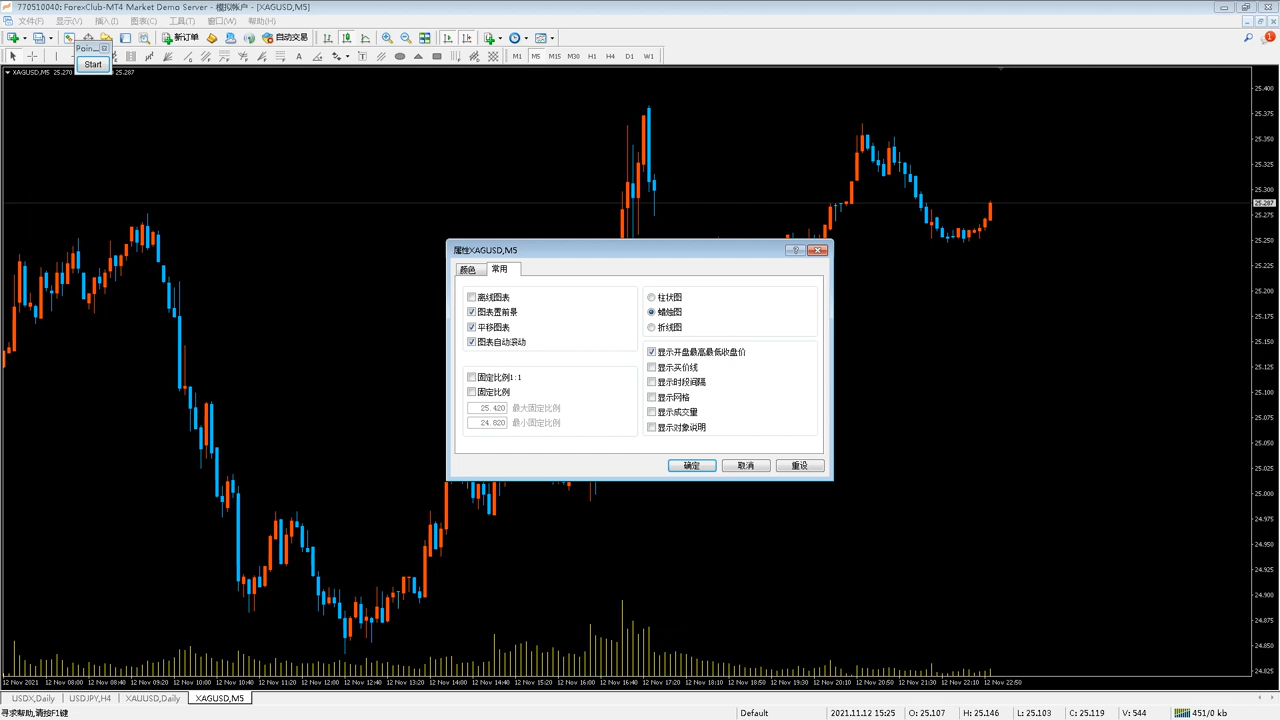 770510040: ForexClub-MT4 Market Demo Server - 模拟帐户 - [XAGUSD,M5]
文件(F) 显示(V) 插入(I) 图表(C) 工具(T) 窗口(W) 帮助(H)
新订单 自动交易 1
Poin...
Start
M1 M5 M15 M30 H1 H4 D1 W1
XAGUSD,M5 25.270 25.287
25.400
25.375
25.350
25.325
25.300
25.287
25.275
25.250
25.225
25.200
25.175
25.150
25.125
25.100
25.075
25.050
25.025
25.000
24.975
24.950
24.925
24.900
24.875
24.850
24.825
属性XAGUSD,M5
颜色 常用
离线图表
图表置前景
平移图表
图表自动滚动
固定比例1:1
固定比例
25.420 最大固定比例
24.820 最小固定比例
柱状图
蜡烛图
折线图
显示开盘最高最低收盘价
显示买价线
显示时段间隔
显示网格
显示成交量
显示对象说明
确定 取消 重设
12 Nov 2021 12 Nov 08:00 12 Nov 08:40 12 Nov 09:20 12 Nov 10:00 12 Nov 10:40 12 Nov 11:20 12 Nov 12:00 12 Nov 12:40 12 Nov 13:20 12 Nov 14:00 12 Nov 14:40 12 Nov 15:20 12 Nov 16:00 12 Nov 16:40 12 Nov 17:20 12 Nov 18:00 12 Nov 18:50 12 Nov 19:30 12 Nov 20:10 12 Nov 20:50 12 Nov 21:30 12 Nov 22:10 12 Nov 22:50
USDX,Daily USDJPY,H4 XAUUSD,Daily XAGUSD,M5
寻求帮助,请按F1键 Default 2021.11.12 15:25 O: 25.107 H: 25.146 L: 25.103 C: 25.119 V: 544 451/0 kb